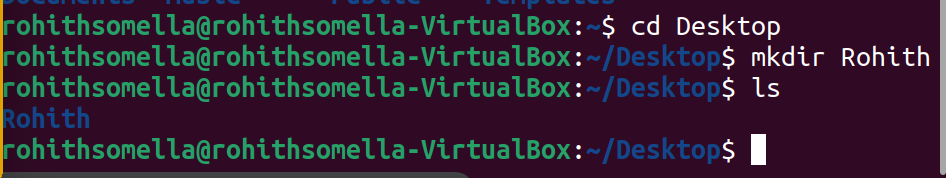 rohithsomella@rohithsomella-VirtualBox:~$ cd Desktop
rohithsomella@rohithsomella-VirtualBox:~/Desktop$ mkdir Rohith
rohithsomella@rohithsomella-VirtualBox:~/Desktop$ ls
Rohith
rohithsomella@rohithsomella-VirtualBox:~/Desktop$